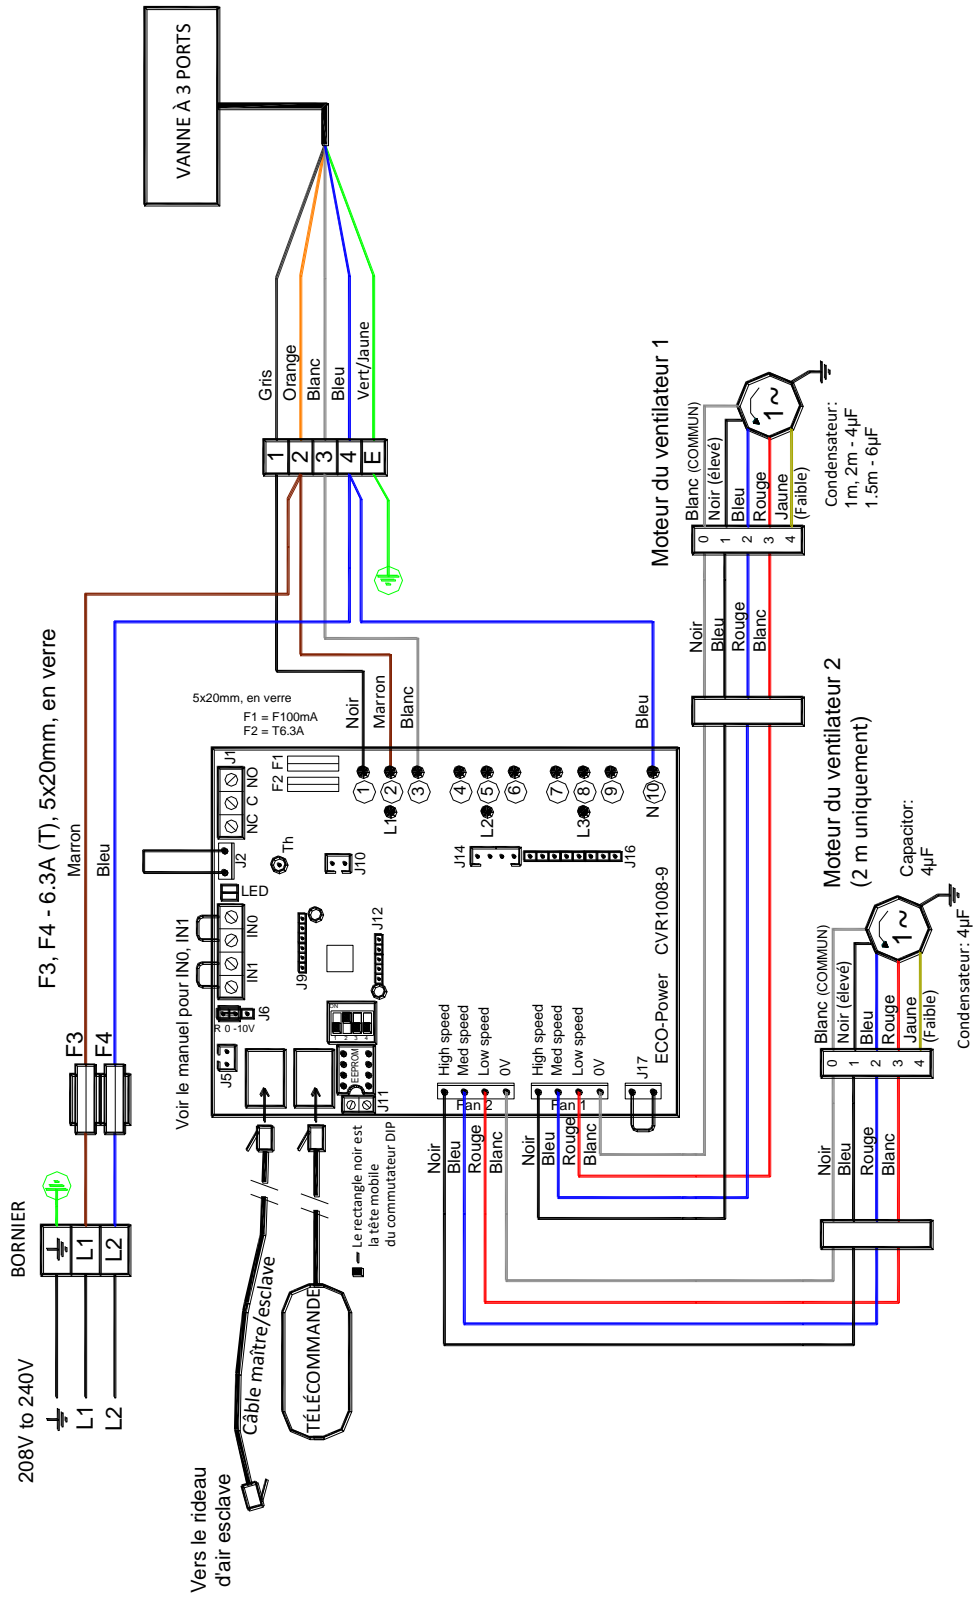 208V to 240V
L1
L2
BORNIER
L1
L2
F3
F4
F3, F4 - 6.3A (T), 5x20mm, en verre
Marron
Bleu
VANNE À 3 PORTS
Gris
Orange
Blanc
Bleu
Vert/Jaune
1
2
3
4
E
Vers le rideau
d'air esclave
Câble maître/esclave
TÉLÉCOMMANDE
Le rectangle noir est
la tête mobile
du commutateur DIP
Voir le manuel pour IN0, IN1
J5
R 0 -10V
J6
IN1
IN0
LED
J2
NC C NO
J1
5x20mm, en verre
F1 = F100mA
F2 = T6.3A
F2 F1
Th
J10
J9
J12
ON
1 2 3 4
EEPROM
J11
J14
J16
Noir
Marron
Blanc
Bleu
1
2
3
4
5
6
7
8
9
10
L1
L2
L3
N
High speed
Med speed
Low speed
0V
Fan 2
High speed
Med speed
Low speed
0V
Fan 1
J17
ECO-Power CVR1008-9
Noir
Bleu
Rouge
Blanc
Noir
Bleu
Rouge
Blanc
Moteur du ventilateur 1
Noir
Bleu
Rouge
Blanc
0
1
2
3
4
Blanc (COMMUN)
Noir (élevé)
Bleu
Rouge
Jaune
(Faible)
1~
Condensateur:
1m, 2m - 4µF
1.5m - 6µF
Moteur du ventilateur 2
(2 m uniquement)
Noir
Bleu
Rouge
Blanc
0
1
2
3
4
Blanc (COMMUN)
Noir (élevé)
Bleu
Rouge
Jaune
(Faible)
1~
Capacitor:
4µF
Condensateur: 4µF